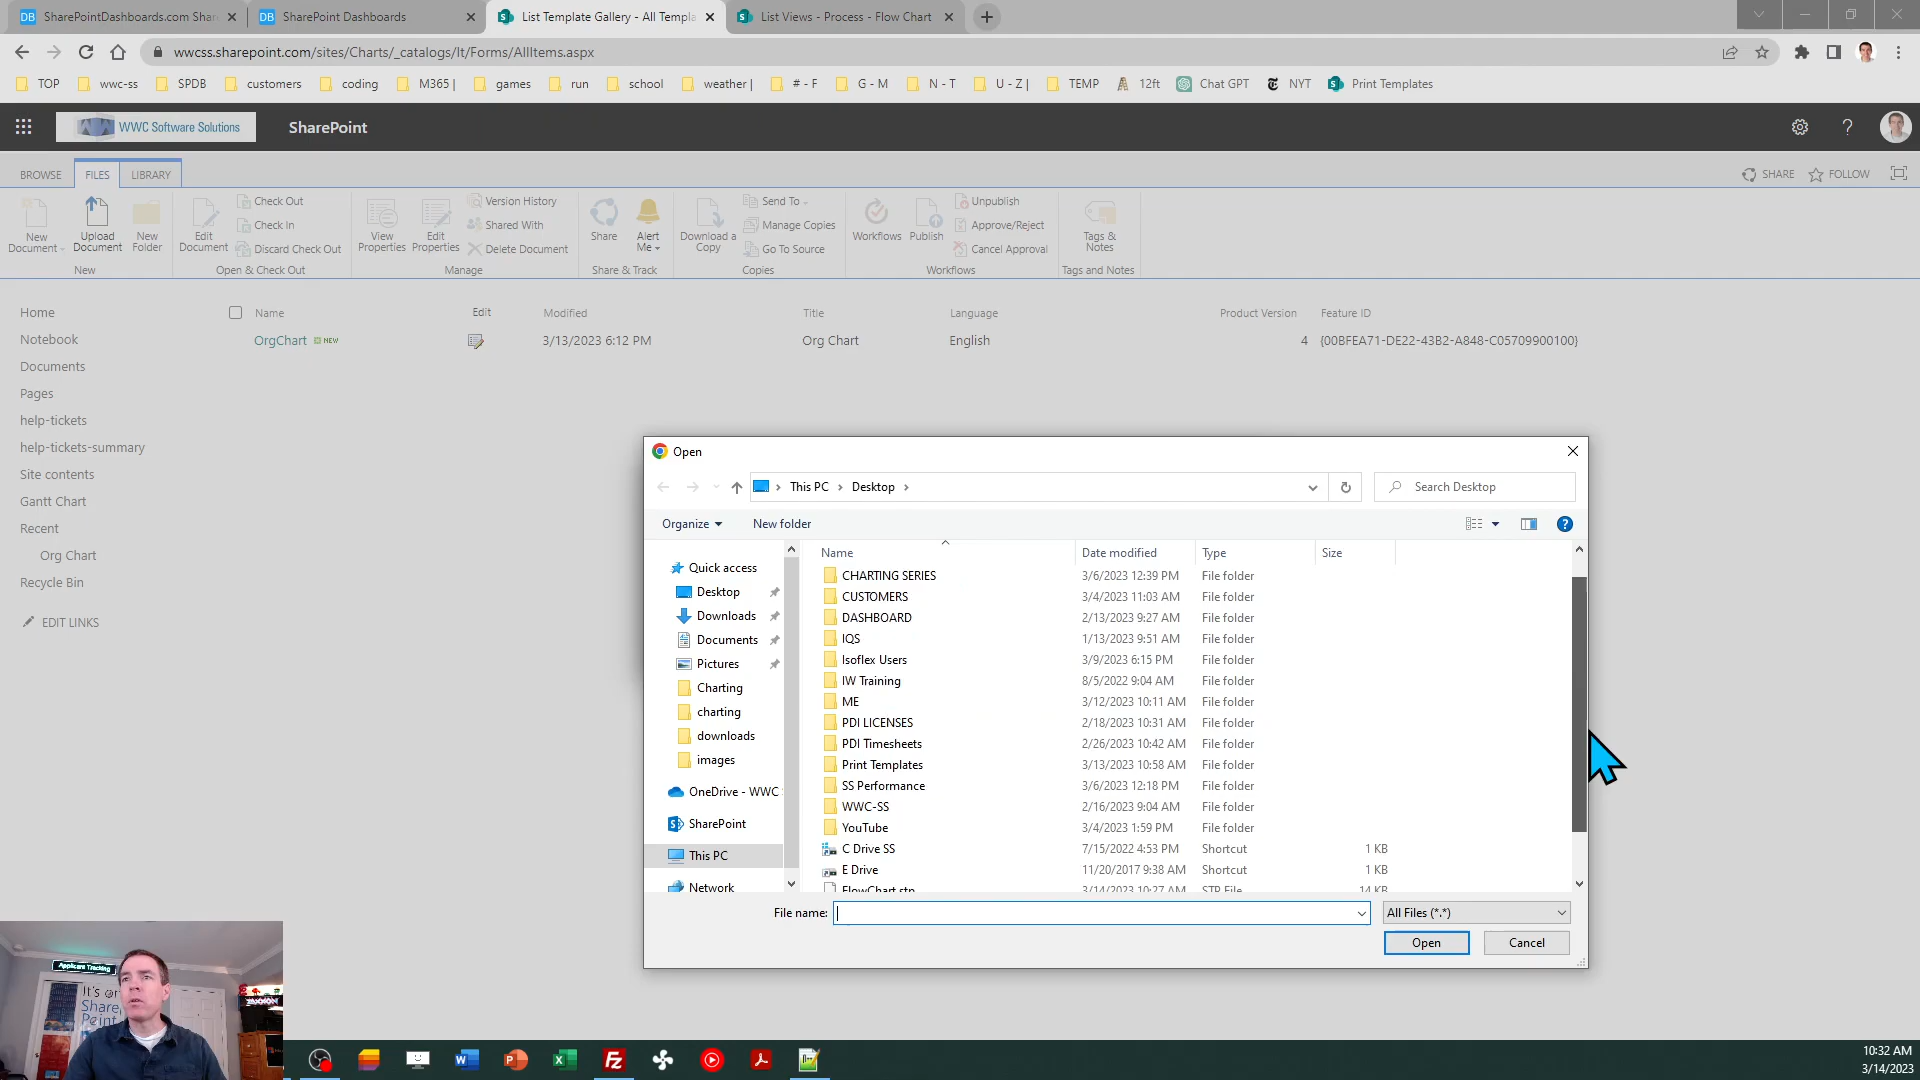 SharePointDashboards.com Shar
SharePoint Dashboards
List Template Gallery - All Templa
List Views - Process - Flow Chart
wwcss.sharepoint.com/sites/Charts/_catalogs/lt/Forms/AllItems.aspx
TOP
wwc-ss
SPDB
customers
coding
M365 |
games
run
school
weather |
# - F
G - M
N - T
U - Z |
TEMP
12ft
Chat GPT
NYT
Print Templates
WWC Software Solutions
SharePoint
BROWSE
FILES
LIBRARY
SHARE
FOLLOW
New
Document
Upload
Document
New
Folder
New
Edit
Document
Check Out
Check In
Discard Check Out
Open & Check Out
View
Properties
Edit
Properties
Version History
Shared With
Delete Document
Manage
Share
Alert
Me
Share & Track
Download a
Copy
Send To
Manage Copies
Go To Source
Copies
Workflows
Publish
Unpublish
Approve/Reject
Cancel Approval
Workflows
Tags &
Notes
Tags and Notes
Home
Notebook
Documents
Pages
help-tickets
help-tickets-summary
Site contents
Gantt Chart
Recent
Org Chart
Recycle Bin
EDIT LINKS
Name Edit Modified Title Language Product Version Feature ID
OrgChart NEW 3/13/2023 6:12 PM Org Chart English 4 {00BFEA71-DE22-43B2-A848-C05709900100}
Open
This PC > Desktop >
Search Desktop
Organize
New folder
Quick access
Desktop
Downloads
Documents
Pictures
Charting
charting
downloads
images
OneDrive - WWC
SharePoint
This PC
Network
Name Date modified Type Size
CHARTING SERIES 3/6/2023 12:39 PM File folder
CUSTOMERS 3/4/2023 11:03 AM File folder
DASHBOARD 2/13/2023 9:27 AM File folder
IQS 1/13/2023 9:51 AM File folder
Isoflex Users 3/9/2023 6:15 PM File folder
IW Training 8/5/2022 9:04 AM File folder
ME 3/12/2023 10:11 AM File folder
PDI LICENSES 2/18/2023 10:31 AM File folder
PDI Timesheets 2/26/2023 10:42 AM File folder
Print Templates 3/13/2023 10:58 AM File folder
SS Performance 3/6/2023 12:18 PM File folder
WWC-SS 2/16/2023 9:04 AM File folder
YouTube 3/4/2023 1:59 PM File folder
C Drive SS 7/15/2022 4:53 PM Shortcut 1 KB
E Drive 11/20/2017 9:38 AM Shortcut 1 KB
FlowChart.stp 3/14/2023 10:27 AM STP File 14 KB
File name:
All Files (*.*)
Open
Cancel
Applicant Tracking
It's on
Share
Point
10:32 AM
3/14/2023